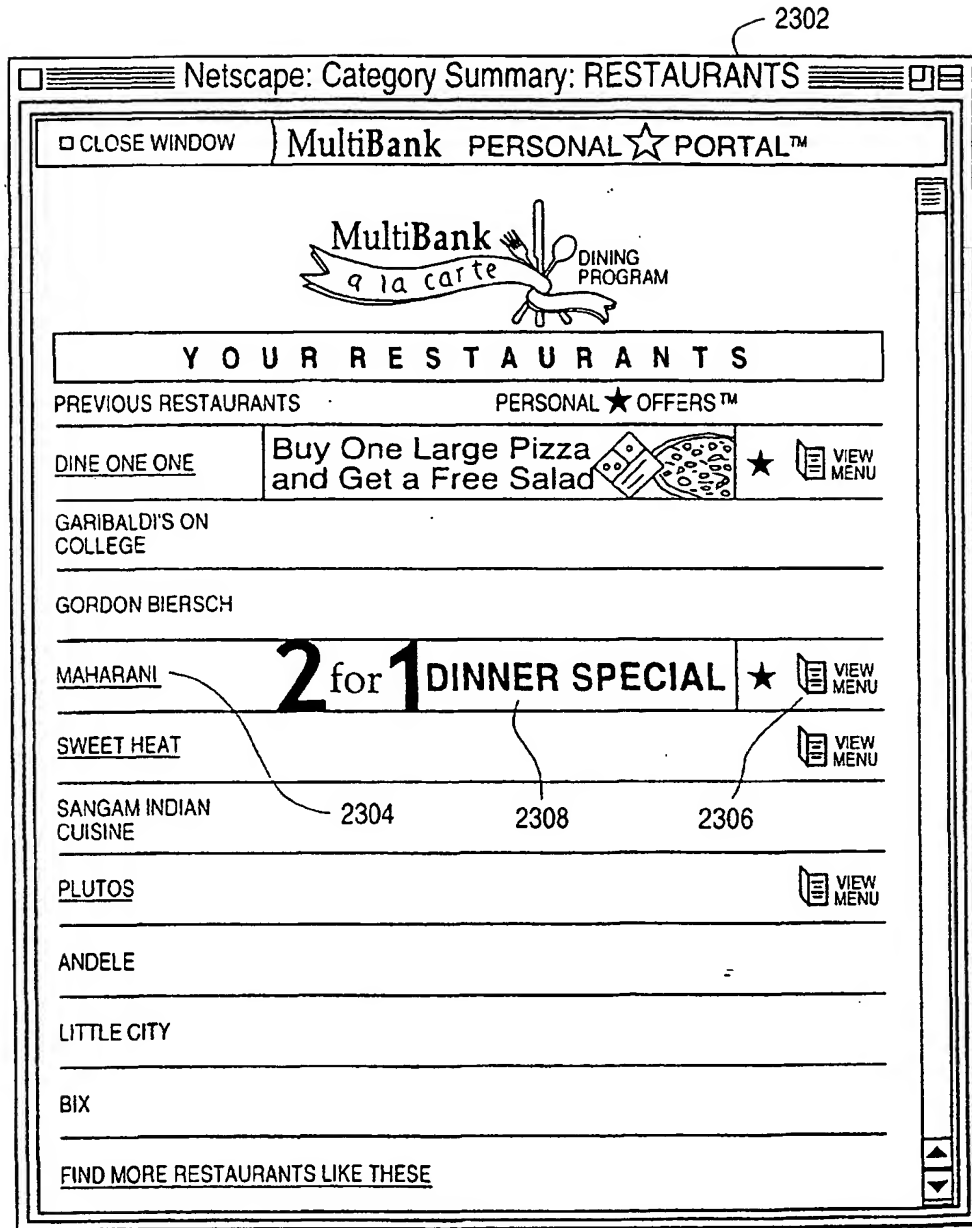 2302
Netscape: Category Summary: RESTAURANTS
CLOSE WINDOW MultiBank PERSONAL PORTAL™
MultiBank
a la carte
DINING
PROGRAM
YOUR RESTAURANTS
PREVIOUS RESTAURANTS PERSONAL ★ OFFERS™
DINE ONE ONE
Buy One Large Pizza
and Get a Free Salad
★ VIEW
MENU
GARIBALDI'S ON
COLLEGE
GORDON BIERSCH
MAHARANI 2 for 1 DINNER SPECIAL ★ VIEW
MENU
SWEET HEAT VIEW
MENU
SANGAM INDIAN
CUISINE
2304 2308 2306
PLUTOS VIEW
MENU
ANDELE
LITTLE CITY
BIX
FIND MORE RESTAURANTS LIKE THESE